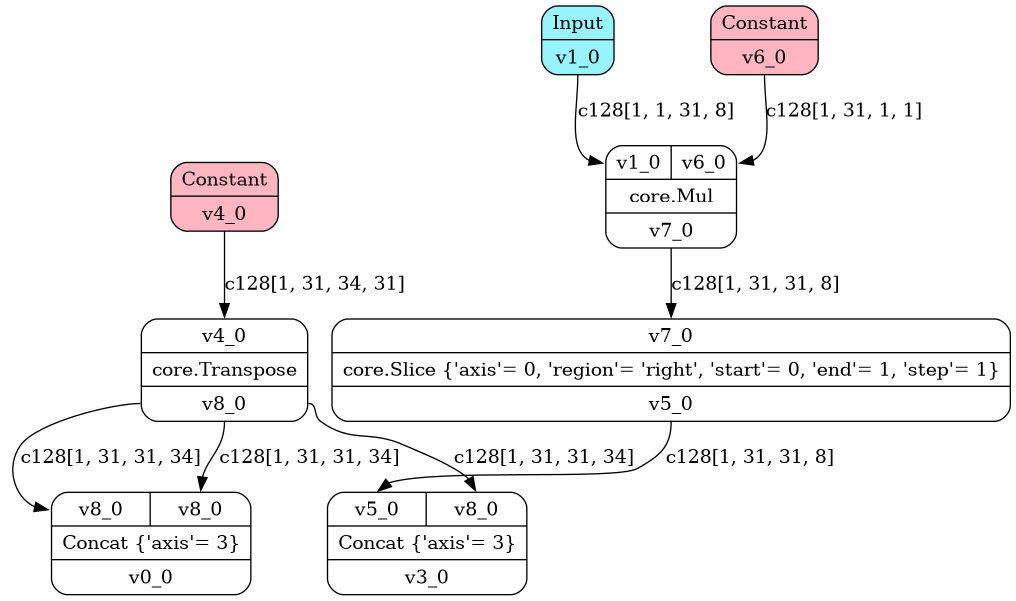 Input
v1_0
Constant
v6_0
c128[1, 1, 31, 8]
c128[1, 31, 1, 1]
v1_0 v6_0
core.Mul
v7_0
Constant
v4_0
c128[1, 31, 34, 31]
c128[1, 31, 31, 8]
v4_0
core.Transpose
v8_0
v7_0
core.Slice {'axis'= 0, 'region'= 'right', 'start'= 0, 'end'= 1, 'step'= 1}
v5_0
c128[1, 31, 31, 34]
c128[1, 31, 31, 34]
c128[1, 31, 31, 34]
c128[1, 31, 31, 8]
v8_0 v8_0
Concat {'axis'= 3}
v0_0
v5_0 v8_0
Concat {'axis'= 3}
v3_0